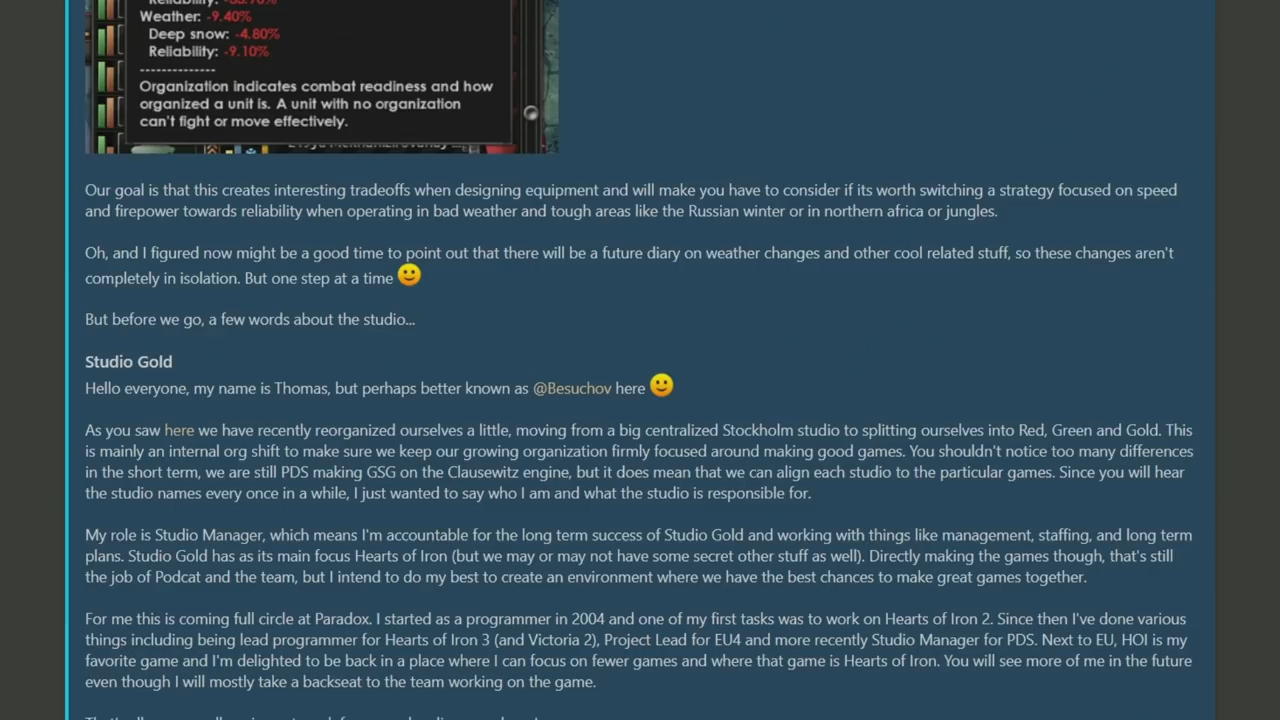 Weather: -9.40%
Deep snow: -4.80%
Reliability: -9.10%
--------------
Organization indicates combat readiness and how
organized a unit is. A unit with no organization
can't fight or move effectively.
Our goal is that this creates interesting tradeoffs when designing equipment and will make you have to consider if its worth switching a strategy focused on speed
and firepower towards reliability when operating in bad weather and tough areas like the Russian winter or in northern africa or jungles.
Oh, and I figured now might be a good time to point out that there will be a future diary on weather changes and other cool related stuff, so these changes aren't
completely in isolation. But one step at a time
But before we go, a few words about the studio...
Studio Gold
Hello everyone, my name is Thomas, but perhaps better known as @Besuchov here
As you saw here we have recently reorganized ourselves a little, moving from a big centralized Stockholm studio to splitting ourselves into Red, Green and Gold. This
is mainly an internal org shift to make sure we keep our growing organization firmly focused around making good games. You shouldn't notice too many differences
in the short term, we are still PDS making GSG on the Clausewitz engine, but it does mean that we can align each studio to the particular games. Since you will hear
the studio names every once in a while, I just wanted to say who I am and what the studio is responsible for.
My role is Studio Manager, which means I'm accountable for the long term success of Studio Gold and working with things like management, staffing, and long term
plans. Studio Gold has as its main focus Hearts of Iron (but we may or may not have some secret other stuff as well). Directly making the games though, that's still
the job of Podcat and the team, but I intend to do my best to create an environment where we have the best chances to make great games together.
For me this is coming full circle at Paradox. I started as a programmer in 2004 and one of my first tasks was to work on Hearts of Iron 2. Since then I've done various
things including being lead programmer for Hearts of Iron 3 (and Victoria 2), Project Lead for EU4 and more recently Studio Manager for PDS. Next to EU, HOI is my
favorite game and I'm delighted to be back in a place where I can focus on fewer games and where that game is Hearts of Iron. You will see more of me in the future
even though I will mostly take a backseat to the team working on the game.